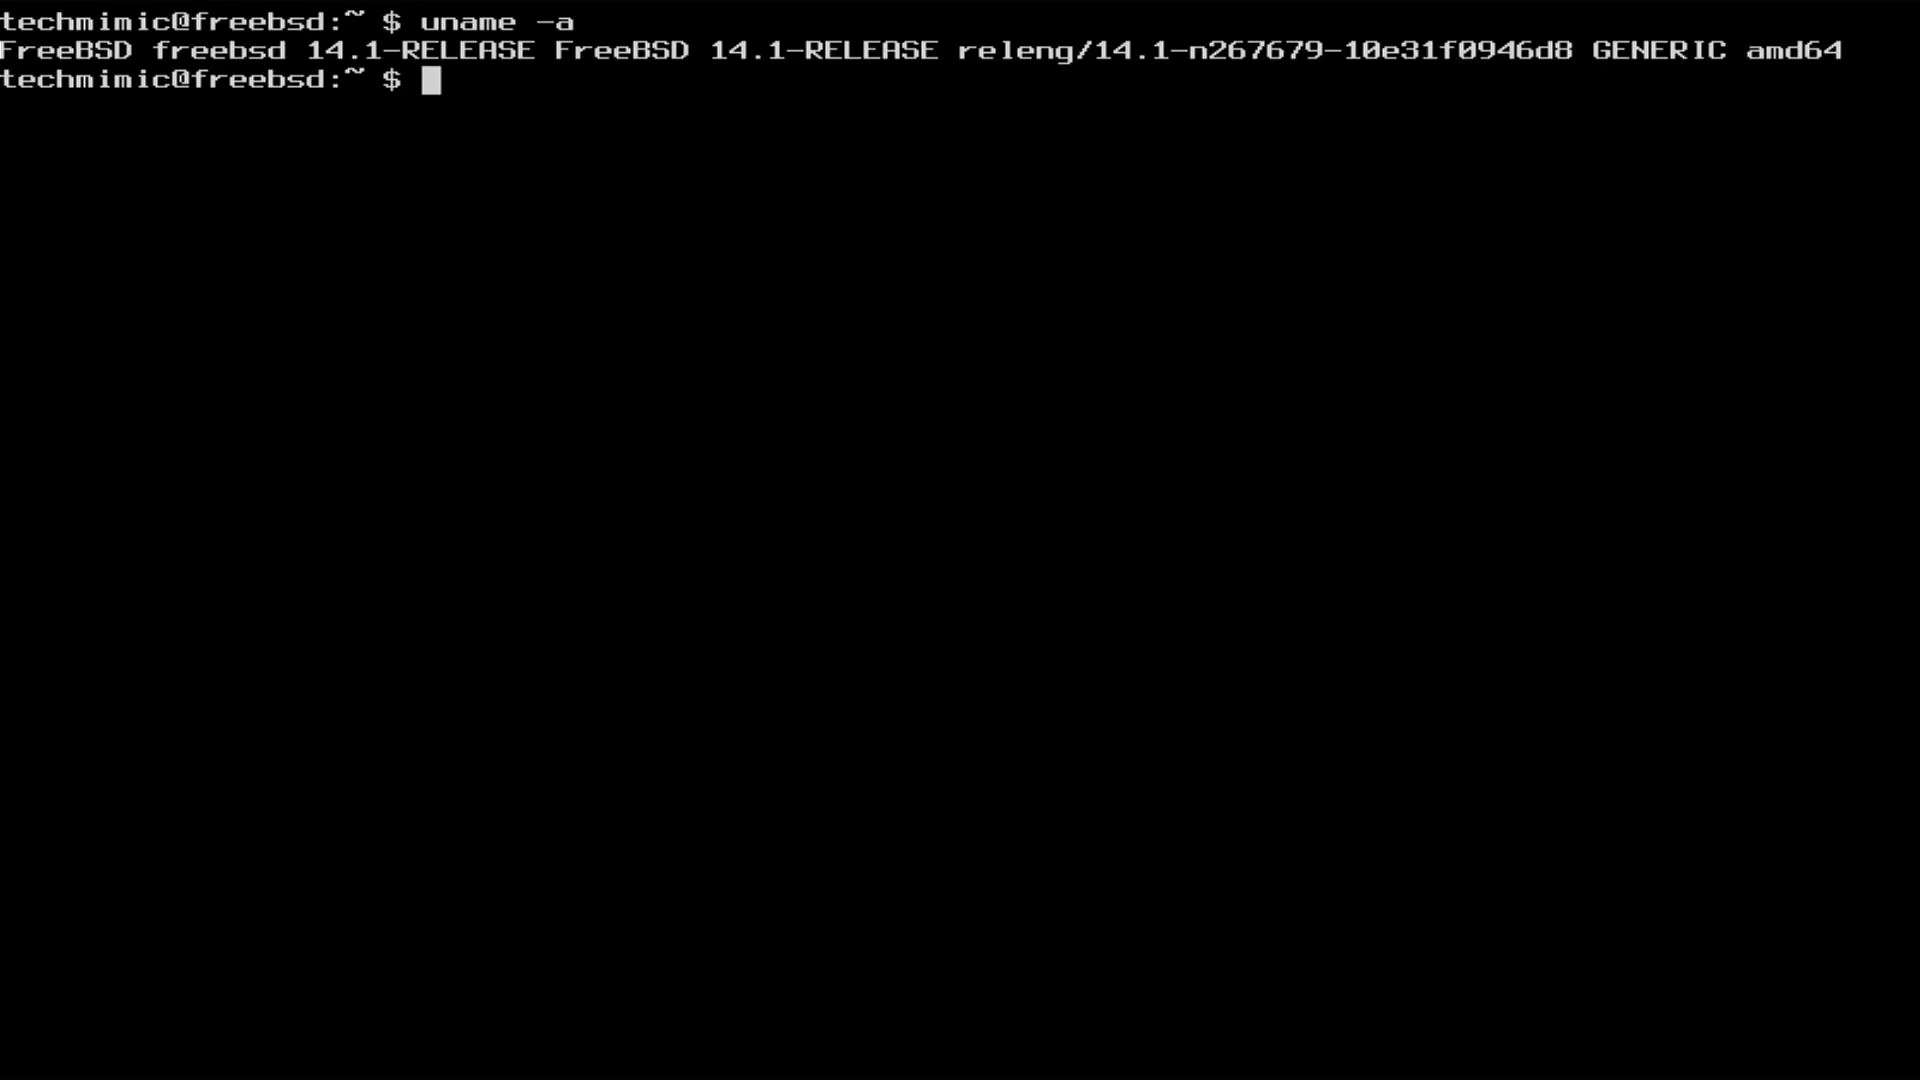 techmimic@freebsd:~ $ uname -a
FreeBSD freebsd 14.1-RELEASE FreeBSD 14.1-RELEASE releng/14.1-n267679-10e31f0946d8 GENERIC amd64
techmimic@freebsd:~ $